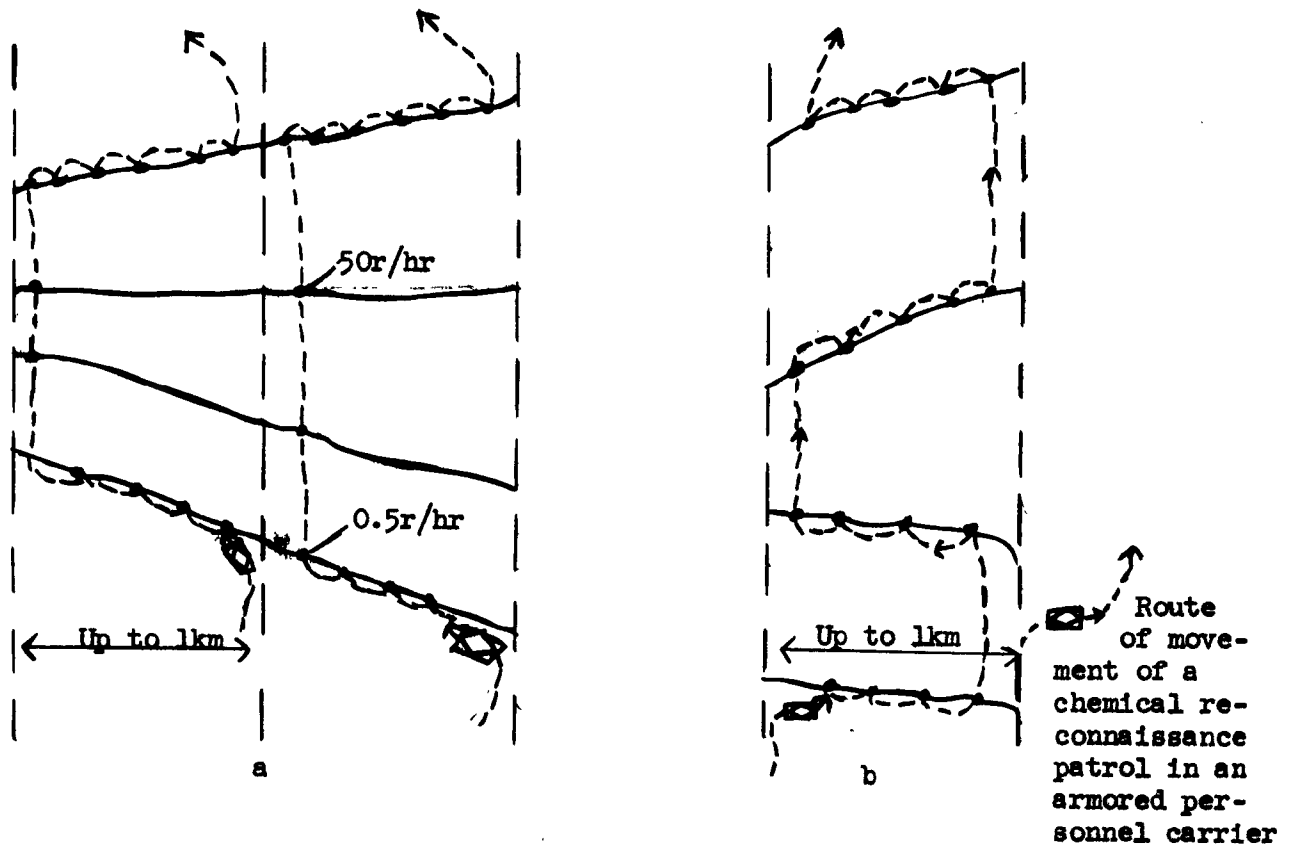 50r/hr
0.5r/hr
Up to 1km
a
Up to 1km
b
Route
of move-
ment of a
chemical re-
connaissance
patrol in an
armored per-
sonnel carrier